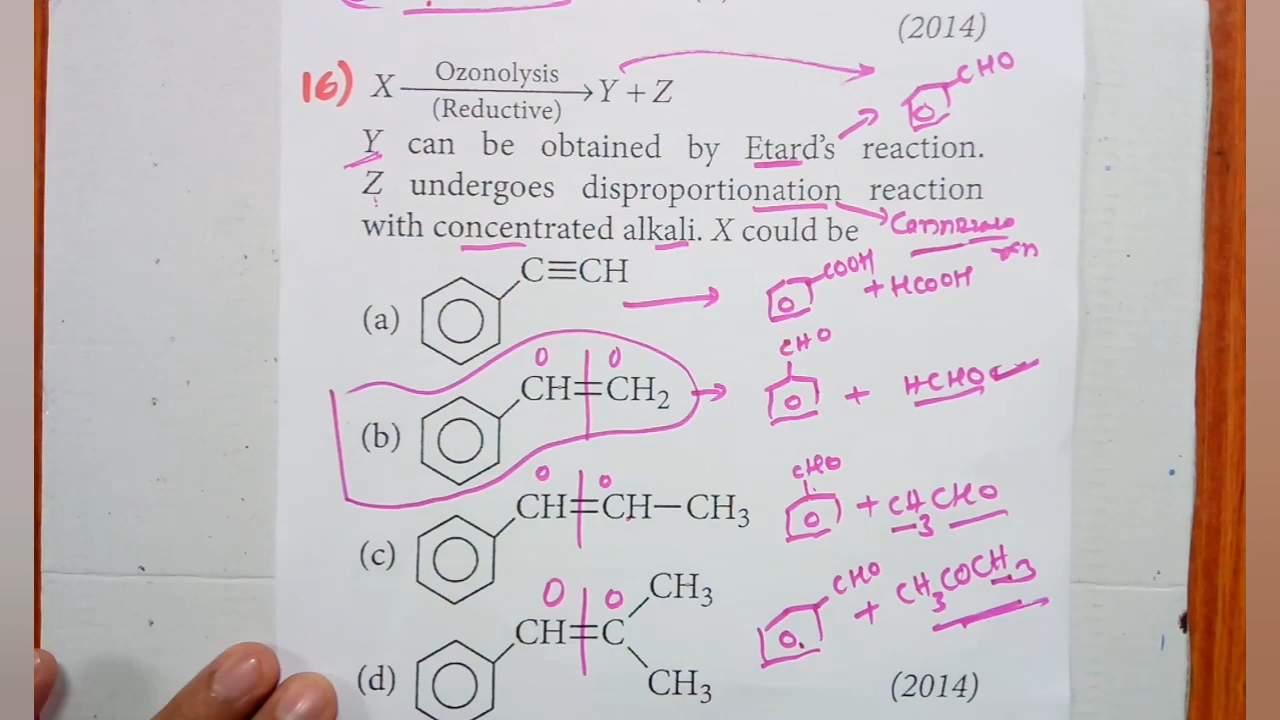 (2014)
16) X Ozonolysis (Reductive) → Y + Z
CHO
Y can be obtained by Etard's reaction.
Z undergoes disproportionation reaction
with concentrated alkali. X could be
rxn
(a) C≡CH
COOH
+ HCOOH
(b) CH=CH₂
O O
CHO
+ HCHO
(c) CH=CH—CH₃
O O
CHO
+ CH₃CHO
(d) CH=C CH₃ CH₃
O O
CHO
+ CH₃COCH₃
(2014)